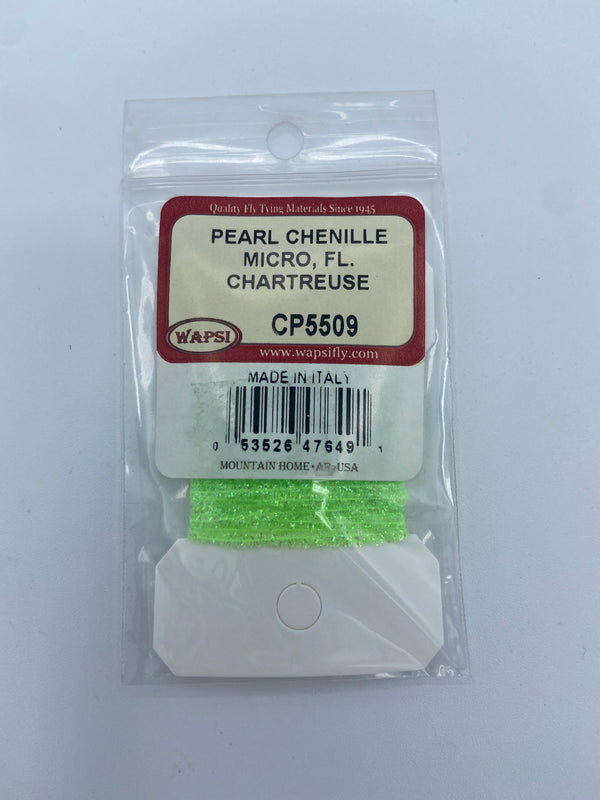 Quality Fly Tying Materials Since 1945
PEARL CHENILLE
MICRO, FL.
CHARTREUSE
WAPSI
CP5509
www.wapsifly.com
MADE IN ITALY
0 53526 47649 1
MOUNTAIN HOME • AR • USA